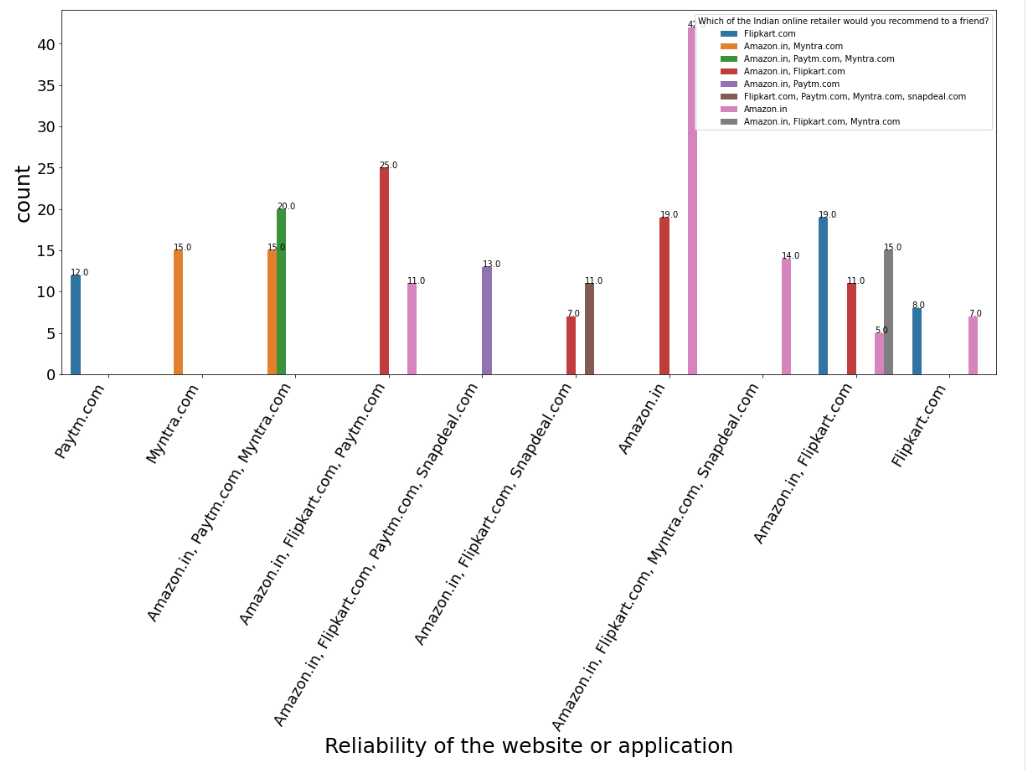 Which of the Indian online retailer would you recommend to a friend?
Flipkart.com
Amazon.in, Myntra.com
Amazon.in, Paytm.com, Myntra.com
Amazon.in, Flipkart.com
Amazon.in, Paytm.com
Flipkart.com, Paytm.com, Myntra.com, snapdeal.com
Amazon.in
Amazon.in, Flipkart.com, Myntra.com
count
40
35
30
25
20
15
10
5
0
12.0
15.0
15.0
20.0
25.0
11.0
13.0
7.0
11.0
19.0
14.0
19.0
11.0
5.0
15.0
8.0
7.0
Paytm.com
Myntra.com
Amazon.in, Paytm.com, Myntra.com
Amazon.in, Flipkart.com, Paytm.com
Amazon.in, Flipkart.com, Paytm.com, Snapdeal.com
Amazon.in, Flipkart.com, Snapdeal.com
Amazon.in
Amazon.in, Flipkart.com, Myntra.com, Snapdeal.com
Amazon.in, Flipkart.com
Flipkart.com
Reliability of the website or application